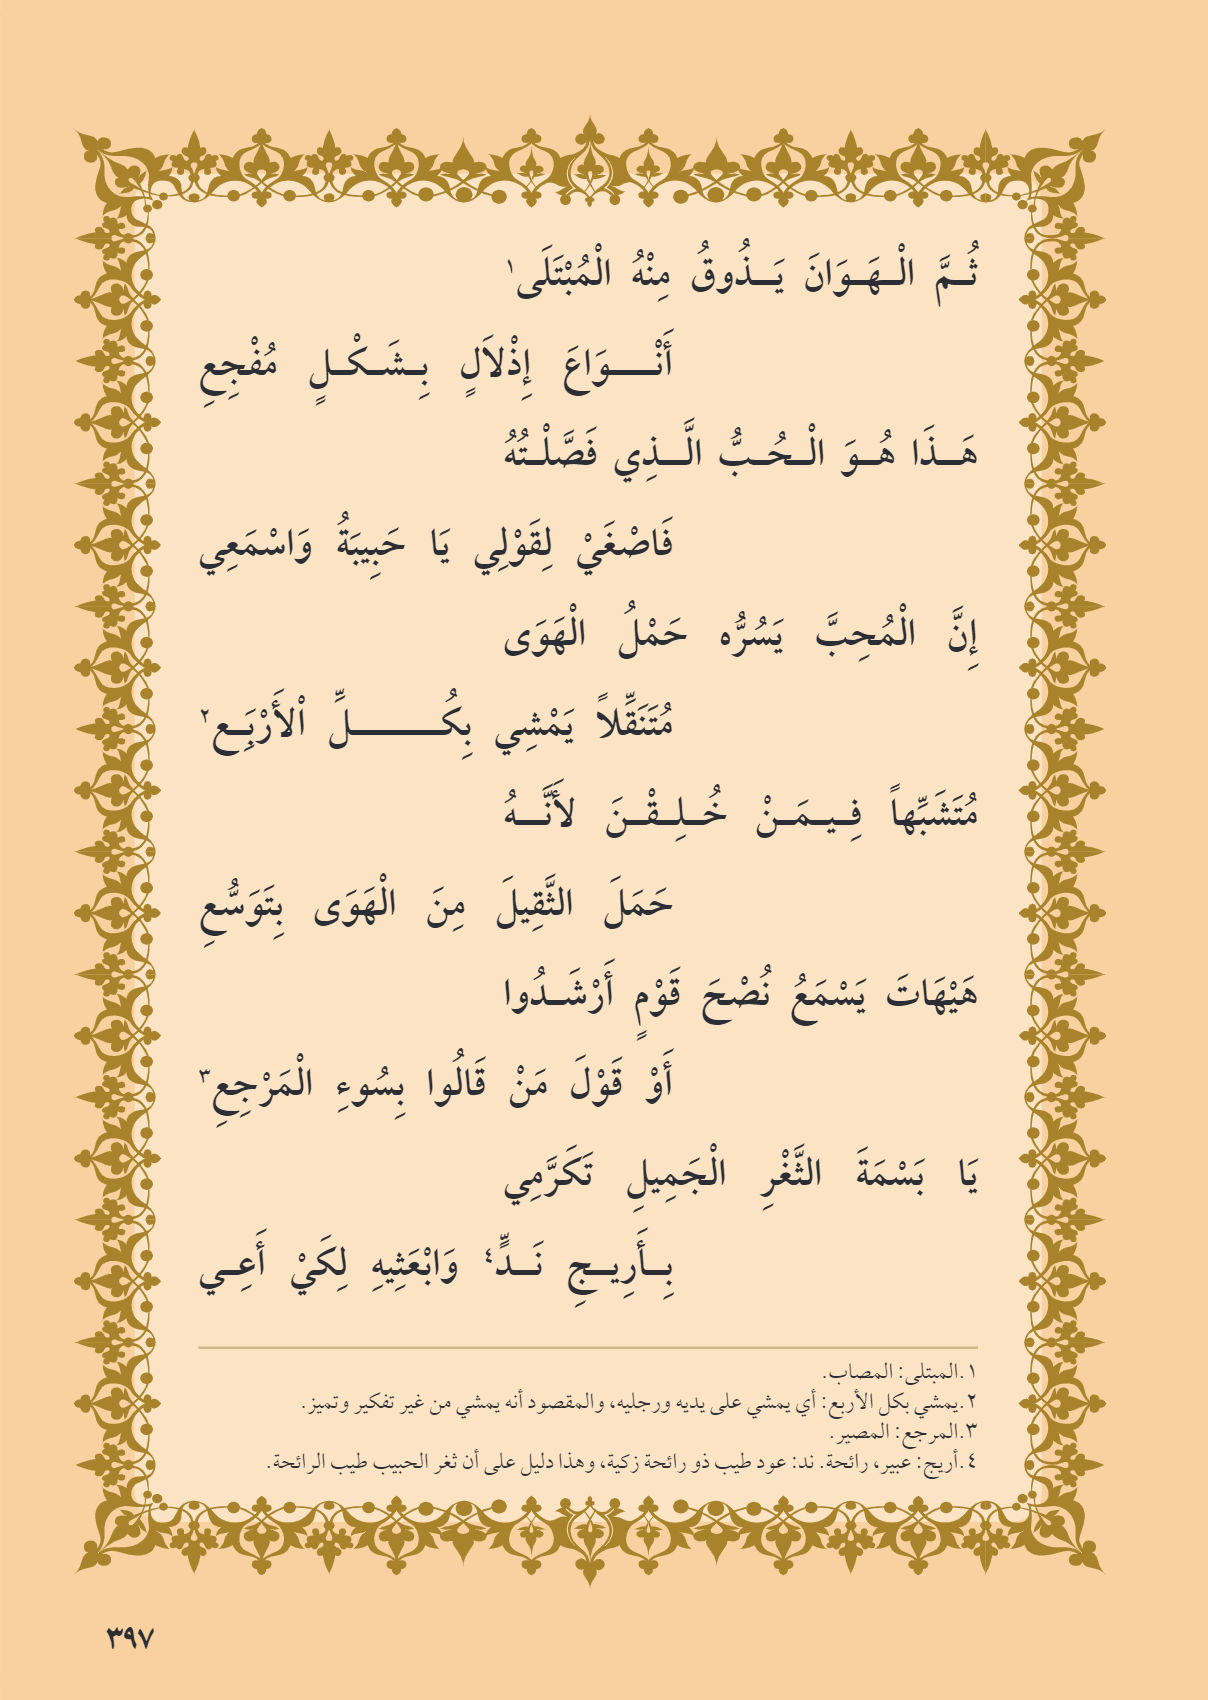 ثُمَّ الْهَوَانَ يَذُوقُ مِنْهُ الْمُبْتَلَى١
أَنْوَاعَ إِذْلاَلٍ بِشَكْلٍ مُفْجِعِ
هَذَا هُوَ الْحُبُّ الَّذِي فَصَّلْتُهُ
فَاصْغَيْ لِقَوْلِي يَا حَبِيبَةُ وَاسْمَعِي
إِنَّ الْمُحِبَّ يَسُرُّه حَمْلُ الْهَوَى
مُتَنَقِّلاً يَمْشِي بِكُلِّ اْلأَرْبَعِ٢
مُتَشَبِّهاً فِيمَنْ خُلِقْنَ لأَنَّهُ
حَمَلَ الثَّقِيلَ مِنَ الْهَوَى بِتَوَسُّعِ
هَيْهَاتَ يَسْمَعُ نُصْحَ قَوْمٍ أَرْشَدُوا
أَوْ قَوْلَ مَنْ قَالُوا بِسُوءِ الْمَرْجِعِ٣
يَا بَسْمَةَ الثَّغْرِ الْجَمِيلِ تَكَرَّمِي
بِأَرِيجِ نَدٍّ٤ وَابْعَثِيهِ لِكَيْ أَعِي
١.المبتلى: المصاب.
٢.يمشي بكل الأربع: أي يمشي على يديه ورجليه، والمقصود أنه يمشي من غير تفكير وتميز.
٣.المرجع: المصير.
٤.أريج: عبير، رائحة. ند: عود طيب ذو رائحة زكية، وهذا دليل على أن ثغر الحبيب طيب الرائحة.
٣٩٧